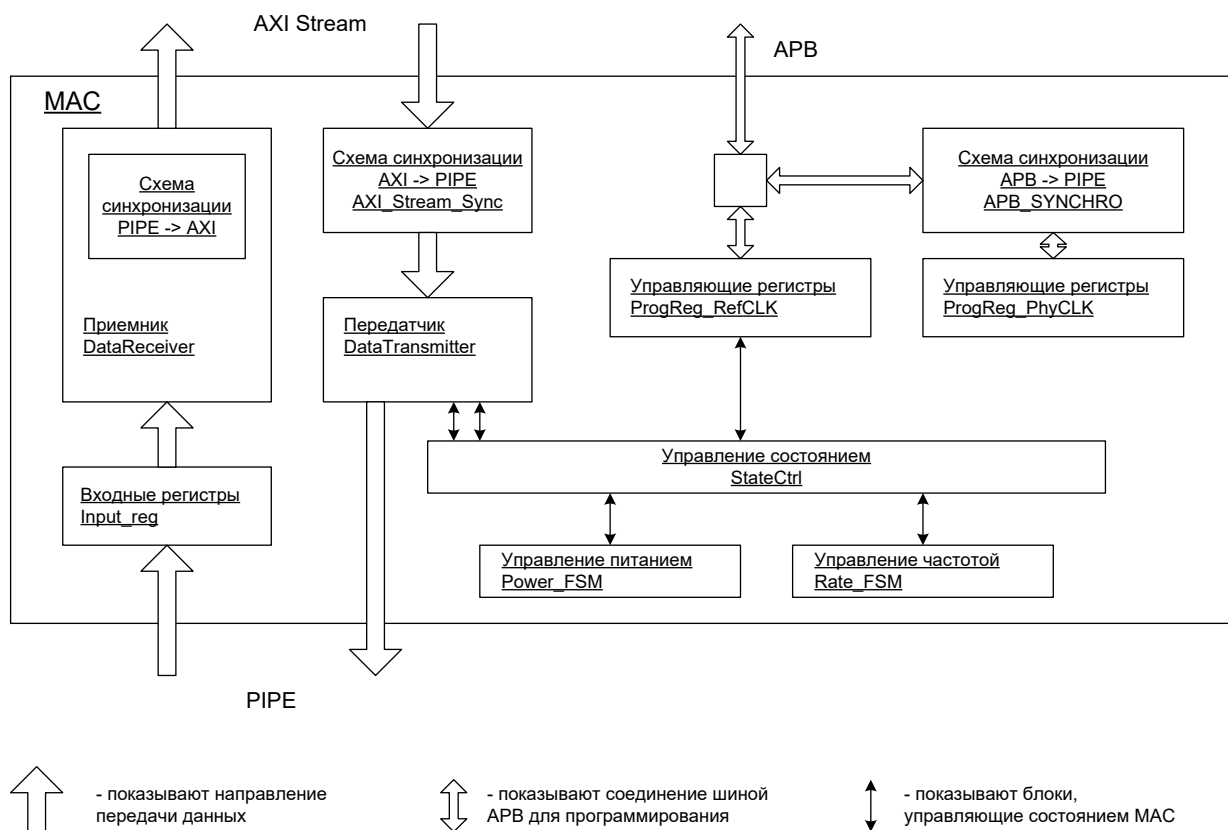 AXI Stream
APB
MAC
Схема
синхронизации
PIPE -> AXI
Приемник
DataReceiver
Схема синхронизации
AXI -> PIPE
AXI_Stream_Sync
Передатчик
DataTransmitter
Схема синхронизации
APB -> PIPE
APB_SYNCHRO
Управляющие регистры
ProgReg_RefCLK
Управляющие регистры
ProgReg_PhyCLK
Управление состоянием
StateCtrl
Входные регистры
Input_reg
Управление питанием
Power_FSM
Управление частотой
Rate_FSM
PIPE
- показывают направление
передачи данных
- показывают соединение шиной
APB для программирования
- показывают блоки,
управляющие состоянием MAC